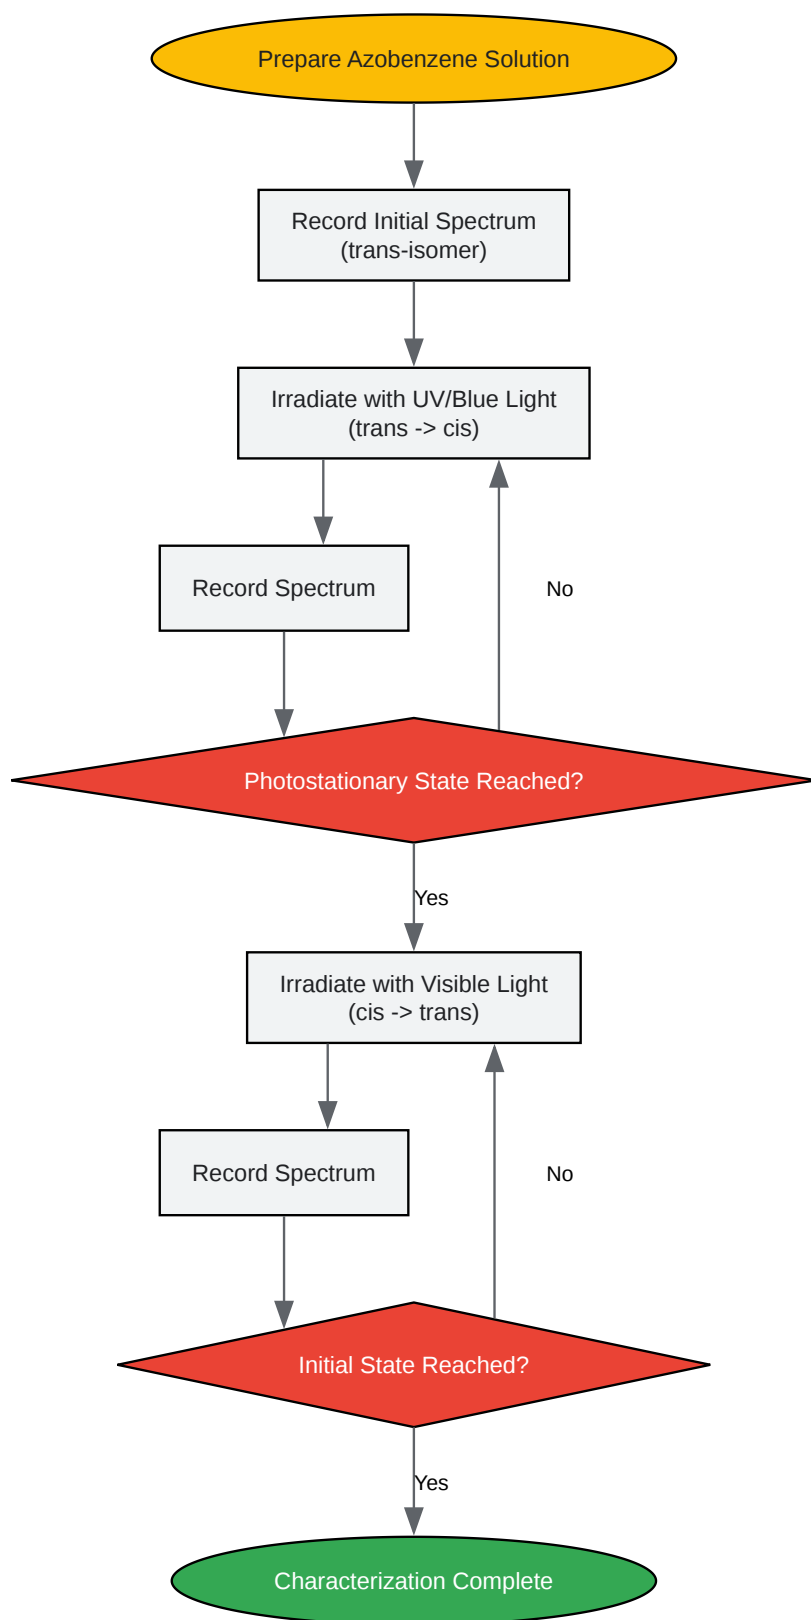 Prepare Azobenzene Solution
Record Initial Spectrum
(trans-isomer)
Irradiate with UV/Blue Light
(trans -> cis)
Record Spectrum
No
Photostationary State Reached?
Yes
Irradiate with Visible Light
(cis -> trans)
Record Spectrum
No
Initial State Reached?
Yes
Characterization Complete